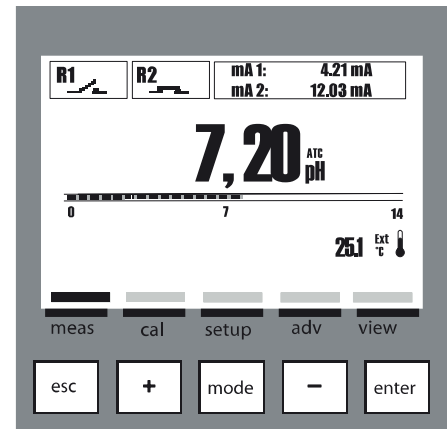 R1 R2 mA 1: 4.21 mA
mA 2: 12.03 mA
7,20 ATC pH
0 7 14
25.1 Ext °C
meas cal setup adv view
esc + mode – enter